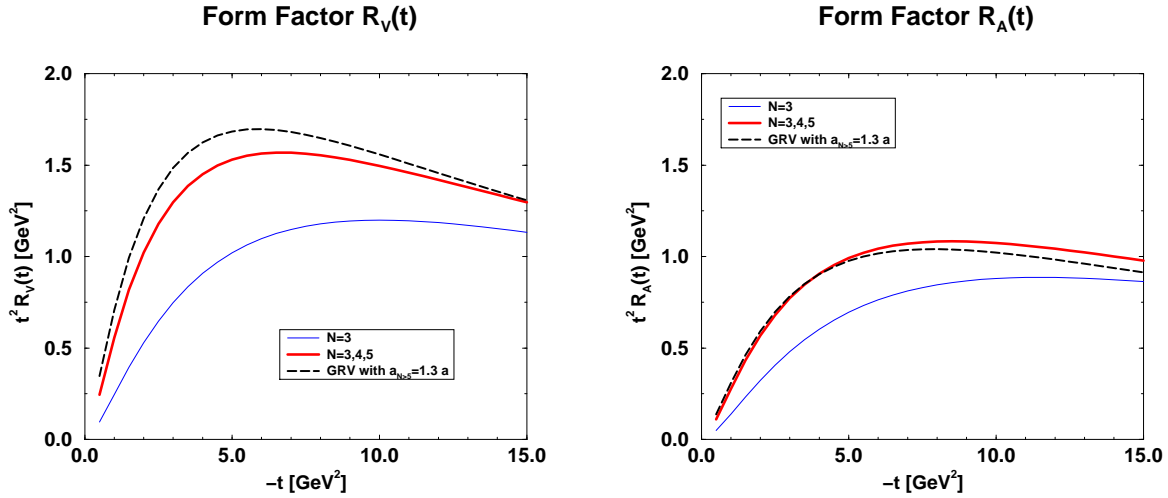 Form Factor R_V(t)
2.0
1.5
1.0
0.5
0.0
t² R_V(t) [GeV²]
N=3
N=3,4,5
GRV with a_{N>5}=1.3 a
0.0 5.0 10.0 15.0
−t [GeV²]
Form Factor R_A(t)
2.0
1.5
1.0
0.5
0.0
t² R_A(t) [GeV²]
N=3
N=3,4,5
GRV with a_{N>5}=1.3 a
0.0 5.0 10.0 15.0
−t [GeV²]